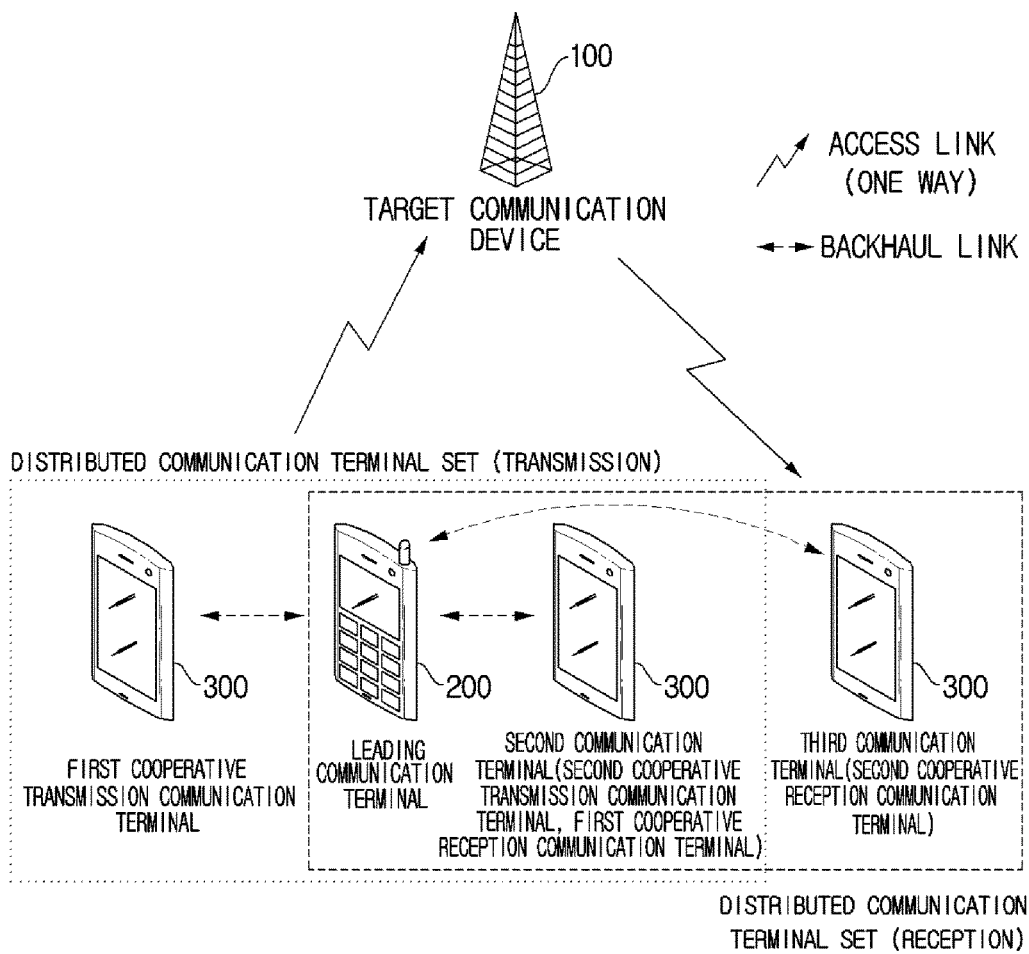 100
TARGET COMMUNICATION
DEVICE
ACCESS LINK
(ONE WAY)
BACKHAUL LINK
DISTRIBUTED COMMUNICATION TERMINAL SET (TRANSMISSION)
300
200
300
300
FIRST COOPERATIVE
TRANSMISSION COMMUNICATION
TERMINAL
LEADING
COMMUNICATION
TERMINAL
SECOND COMMUNICATION
TERMINAL(SECOND COOPERATIVE
TRANSMISSION COMMUNICATION
TERMINAL, FIRST COOPERATIVE
RECEPTION COMMUNICATION TERMINAL)
THIRD COMMUNICATION
TERMINAL(SECOND COOPERATIVE
RECEPTION COMMUNICATION
TERMINAL)
DISTRIBUTED COMMUNICATION
TERMINAL SET (RECEPTION)